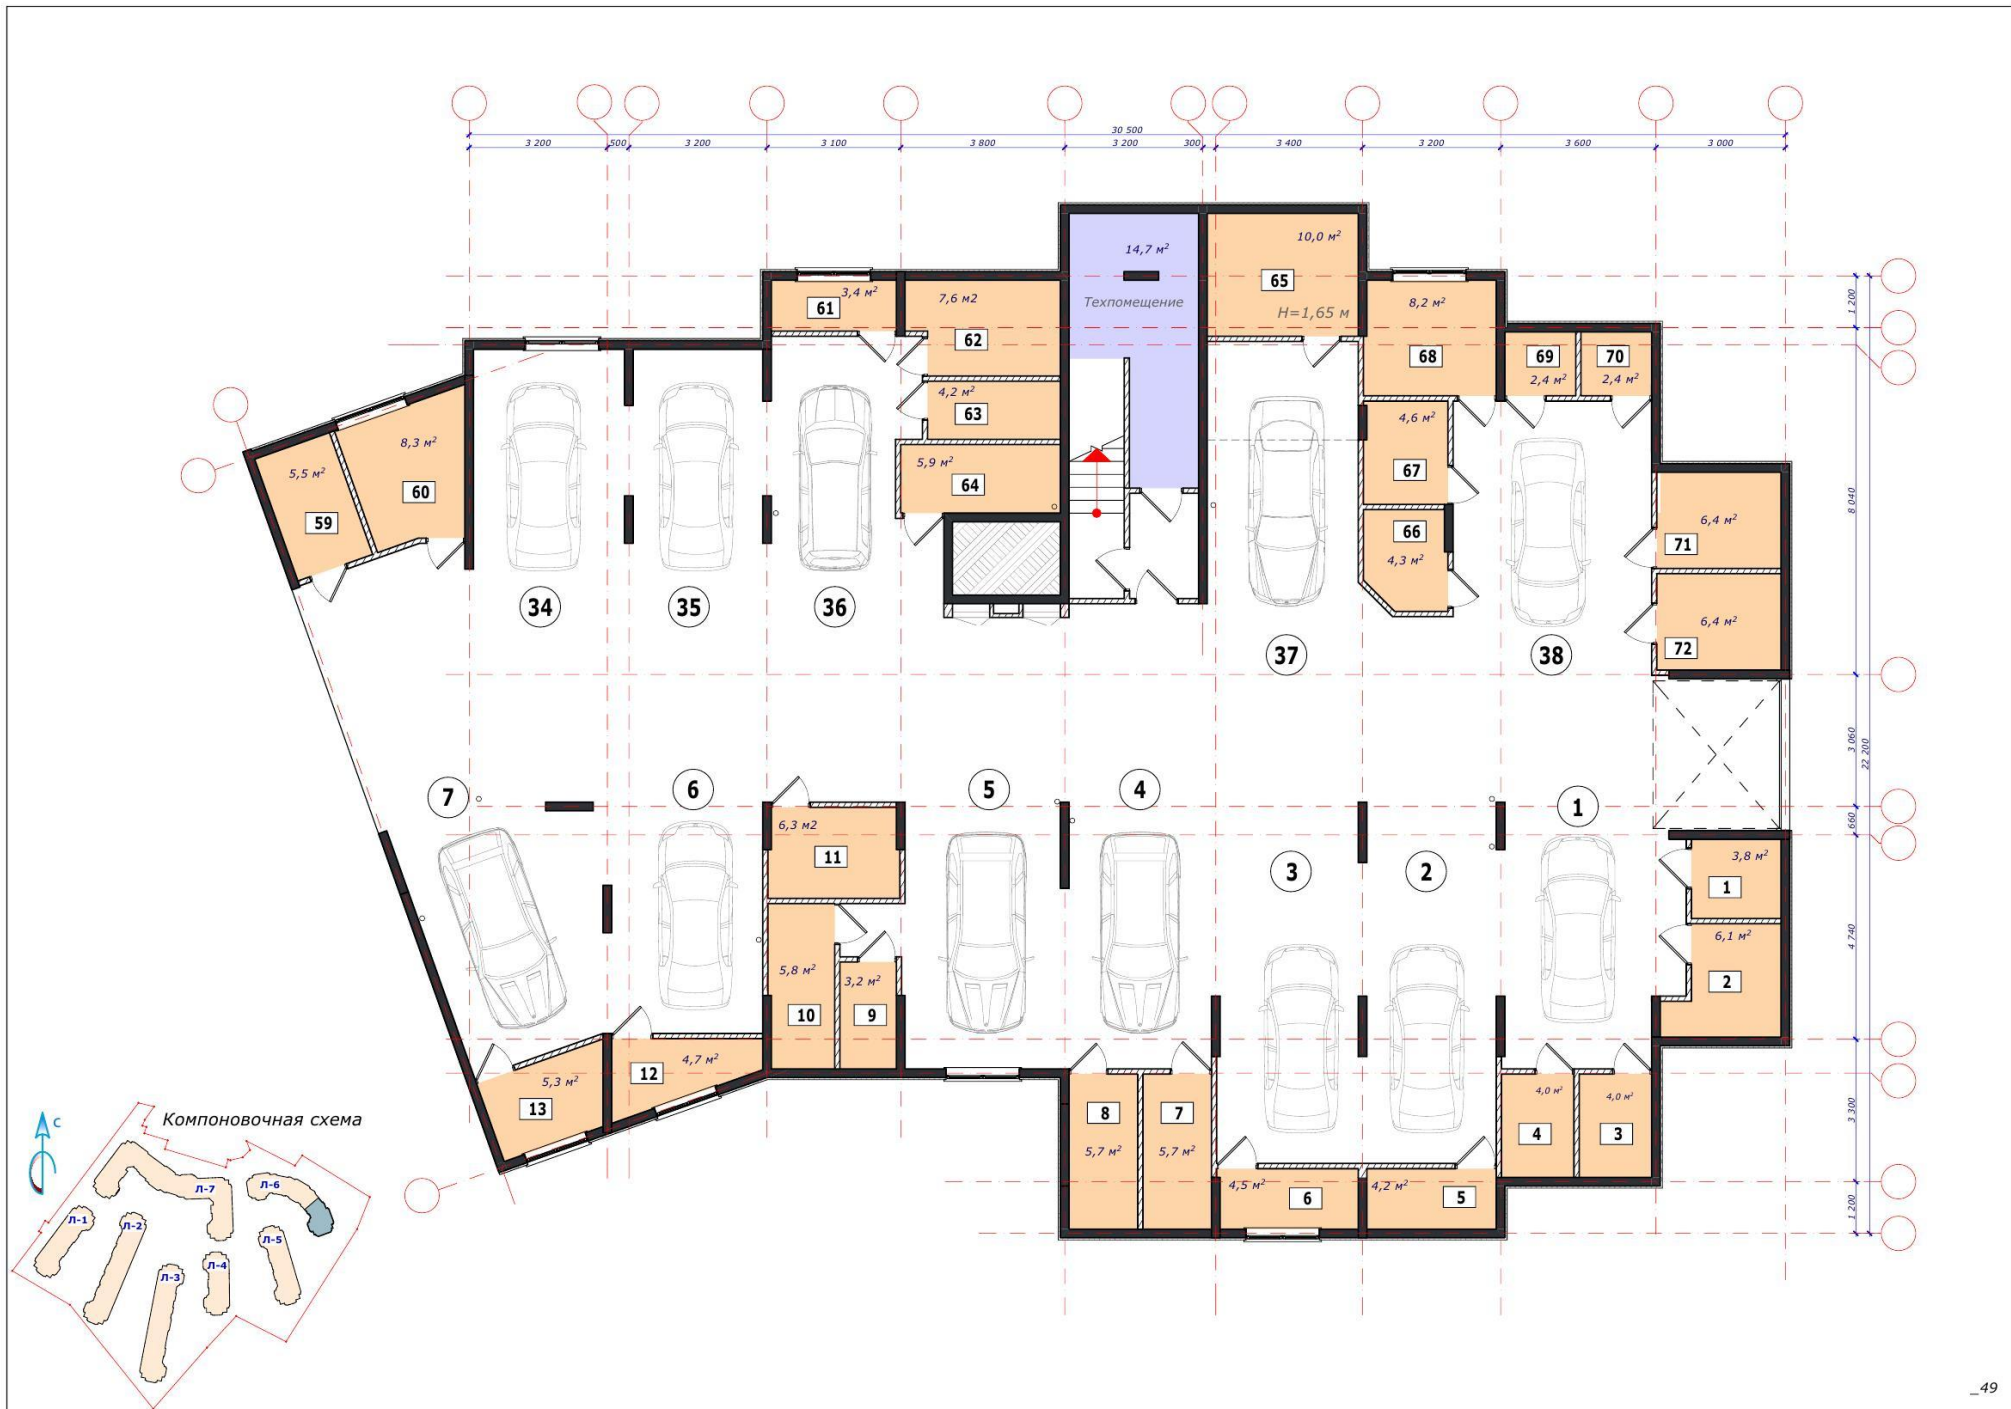 30 500
3 200
500
3 200
3 100
3 800
3 200
300
3 400
3 200
3 600
3 000
14,7 м²
Техпомещение
10,0 м²
65
H=1,65 м
3,4 м²
61
7,6 м2
62
8,2 м²
68
69
2,4 м²
70
2,4 м²
1 200
4,2 м²
63
5,9 м²
64
4,6 м²
67
66
4,3 м²
8,3 м²
60
5,5 м²
59
6,4 м²
71
6,4 м²
72
8 040
34
35
36
37
38
3 060
22 200
660
7
6
5
4
1
6,3 м2
11
3
2
3,8 м²
1
6,1 м²
2
4 740
5,8 м²
10
3,2 м²
9
4,7 м²
12
5,3 м²
13
8
5,7 м²
7
5,7 м²
4,0 м²
4
4,0 м²
3
3 300
4,5 м²
6
4,2 м²
5
1 200
Компоновочная схема
С
Л-7
Л-6
Л-1
Л-2
Л-5
Л-4
Л-3
_49